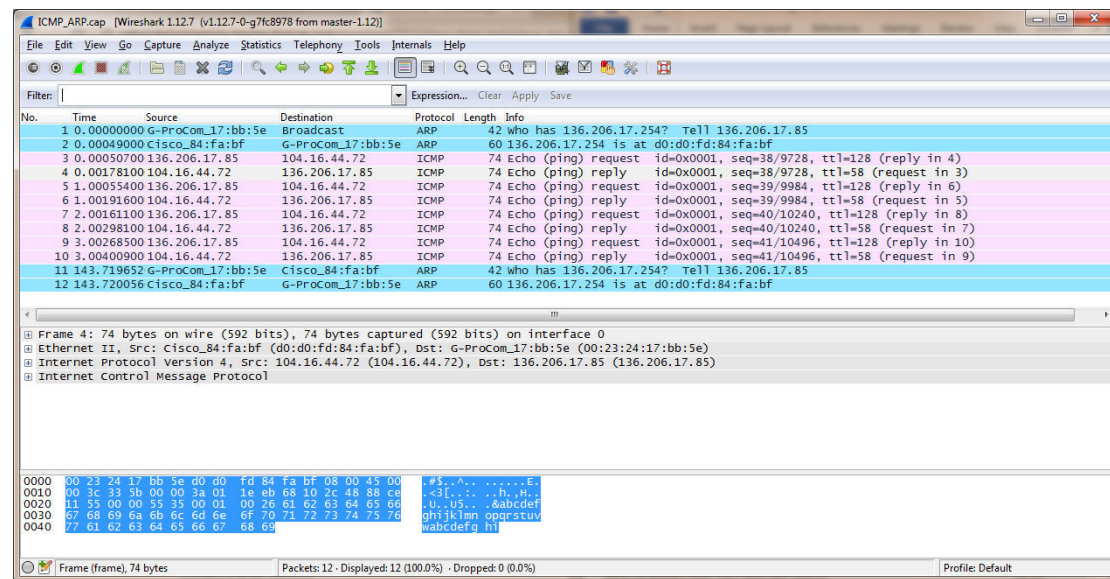 ICMP_ARP.cap [Wireshark 1.12.7 (v1.12.7-0-g7fc8978 from master-1.12)]
File Edit View Go Capture Analyze Statistics Telephony Tools Internals Help
Filter: Expression... Clear Apply Save
No. Time Source Destination Protocol Length Info
1 0.00000000 G-ProCom_17:bb:5e Broadcast ARP 42 Who has 136.206.17.254? Tell 136.206.17.85
2 0.00049000 Cisco_84:fa:bf G-ProCom_17:bb:5e ARP 60 136.206.17.254 is at d0:d0:fd:84:fa:bf
3 0.00050700 136.206.17.85 104.16.44.72 ICMP 74 Echo (ping) request id=0x0001, seq=38/9728, ttl=128 (reply in 4)
4 0.00178100 104.16.44.72 136.206.17.85 ICMP 74 Echo (ping) reply id=0x0001, seq=38/9728, ttl=58 (request in 3)
5 1.00055400 136.206.17.85 104.16.44.72 ICMP 74 Echo (ping) request id=0x0001, seq=39/9984, ttl=128 (reply in 6)
6 1.00191600 104.16.44.72 136.206.17.85 ICMP 74 Echo (ping) reply id=0x0001, seq=39/9984, ttl=58 (request in 5)
7 2.00161100 136.206.17.85 104.16.44.72 ICMP 74 Echo (ping) request id=0x0001, seq=40/10240, ttl=128 (reply in 8)
8 2.00298100 104.16.44.72 136.206.17.85 ICMP 74 Echo (ping) reply id=0x0001, seq=40/10240, ttl=58 (request in 7)
9 3.00268500 136.206.17.85 104.16.44.72 ICMP 74 Echo (ping) request id=0x0001, seq=41/10496, ttl=128 (reply in 10)
10 3.00400900 104.16.44.72 136.206.17.85 ICMP 74 Echo (ping) reply id=0x0001, seq=41/10496, ttl=58 (request in 9)
11 143.719652 G-ProCom_17:bb:5e Cisco_84:fa:bf ARP 42 Who has 136.206.17.254? Tell 136.206.17.85
12 143.720056 Cisco_84:fa:bf G-ProCom_17:bb:5e ARP 60 136.206.17.254 is at d0:d0:fd:84:fa:bf
Frame 4: 74 bytes on wire (592 bits), 74 bytes captured (592 bits) on interface 0
Ethernet II, Src: Cisco_84:fa:bf (d0:d0:fd:84:fa:bf), Dst: G-ProCom_17:bb:5e (00:23:24:17:bb:5e)
Internet Protocol Version 4, Src: 104.16.44.72 (104.16.44.72), Dst: 136.206.17.85 (136.206.17.85)
Internet Control Message Protocol
0000 00 23 24 17 bb 5e d0 d0 fd 84 fa bf 08 00 45 00 .#$..^.. ......E.
0010 00 3c 33 5b 00 00 3a 01 1e eb 68 10 2c 48 88 ce .<3[..:. ..h.,H..
0020 11 55 00 00 55 35 00 01 00 26 61 62 63 64 65 66 .U..U5.. .&abcdef
0030 67 68 69 6a 6b 6c 6d 6e 6f 70 71 72 73 74 75 76 ghijklmn opqrstuv
0040 77 61 62 63 64 65 66 67 68 69 wabcdefg hi
Frame (frame), 74 bytes Packets: 12 · Displayed: 12 (100.0%) · Dropped: 0 (0.0%) Profile: Default